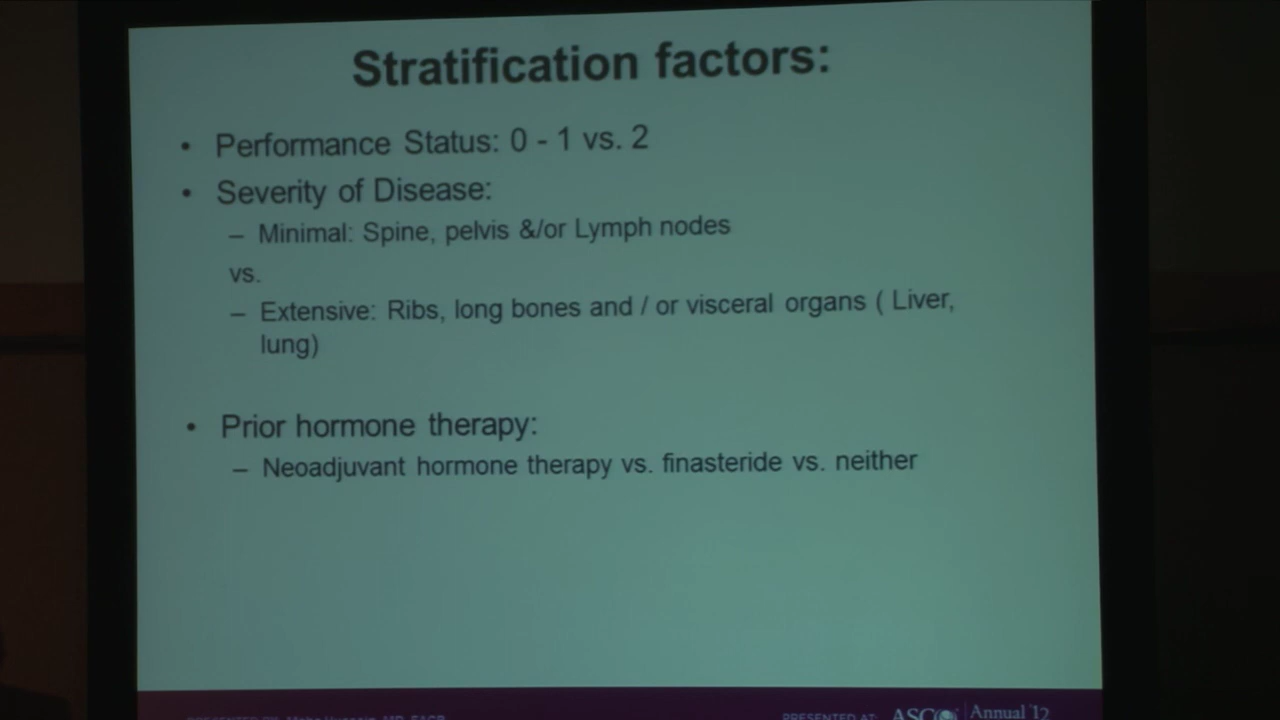 Stratification factors:
• Performance Status: 0 - 1 vs. 2
• Severity of Disease:
– Minimal: Spine, pelvis &/or Lymph nodes
vs.
– Extensive: Ribs, long bones and / or visceral organs ( Liver,
lung)
• Prior hormone therapy:
– Neoadjuvant hormone therapy vs. finasteride vs. neither
PRESENTED AT: ASCO Annual '12